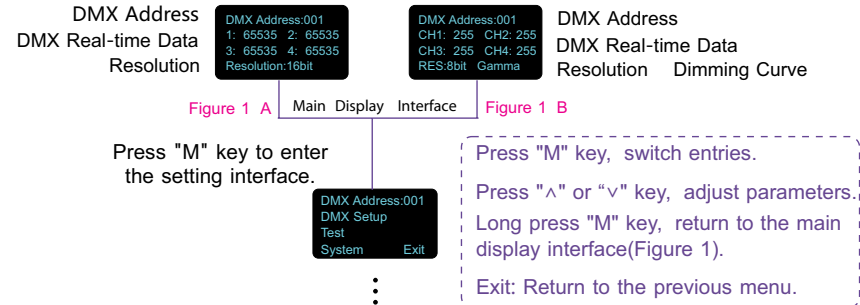 DMX Address
DMX Real-time Data
Resolution
DMX Address:001
1: 65535 2: 65535
3: 65535 4: 65535
Resolution:16bit
DMX Address:001
CH1: 255 CH2: 255
CH3: 255 CH4: 255
RES:8bit Gamma
DMX Address
DMX Real-time Data
Resolution Dimming Curve
Figure 1 A
Main Display Interface
Figure 1 B
Press "M" key to enter
the setting interface.
DMX Address:001
DMX Setup
Test
System Exit
Press "M" key, switch entries.
Press "∧" or “∨” key, adjust parameters.
Long press "M" key, return to the main
display interface(Figure 1).
Exit: Return to the previous menu.